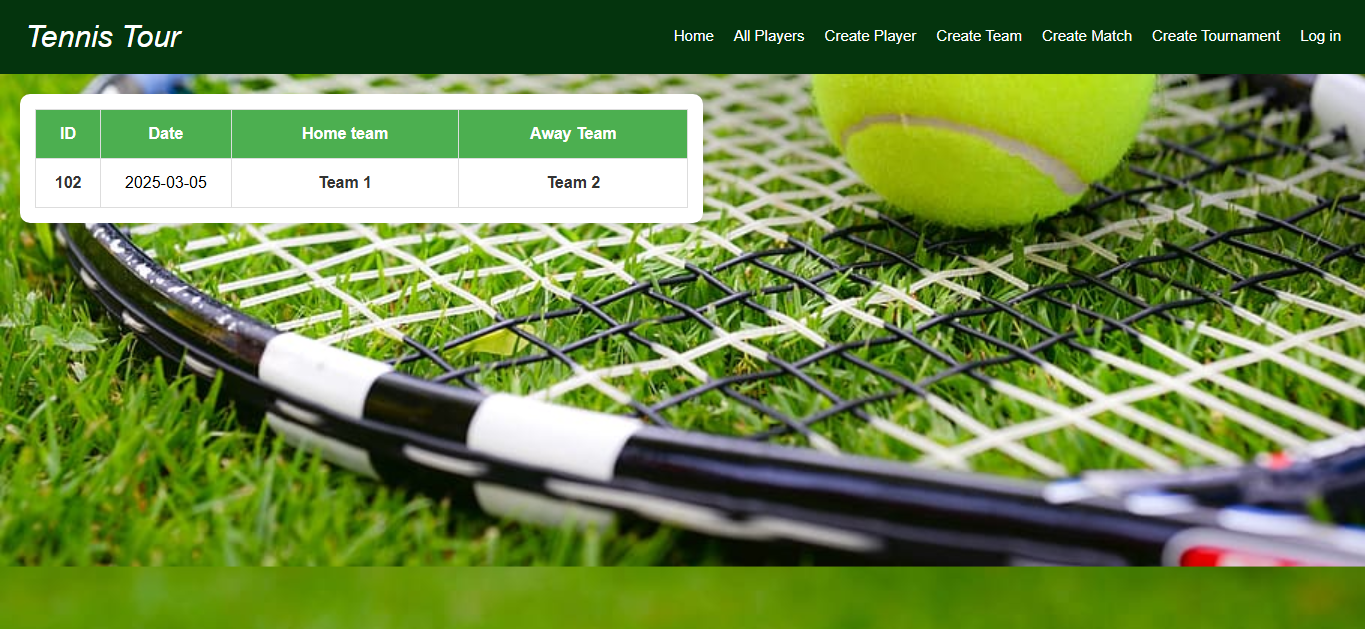 Tennis Tour
Home All Players Create Player Create Team Create Match Create Tournament Log in
ID Date Home team Away Team
102 2025-03-05 Team 1 Team 2